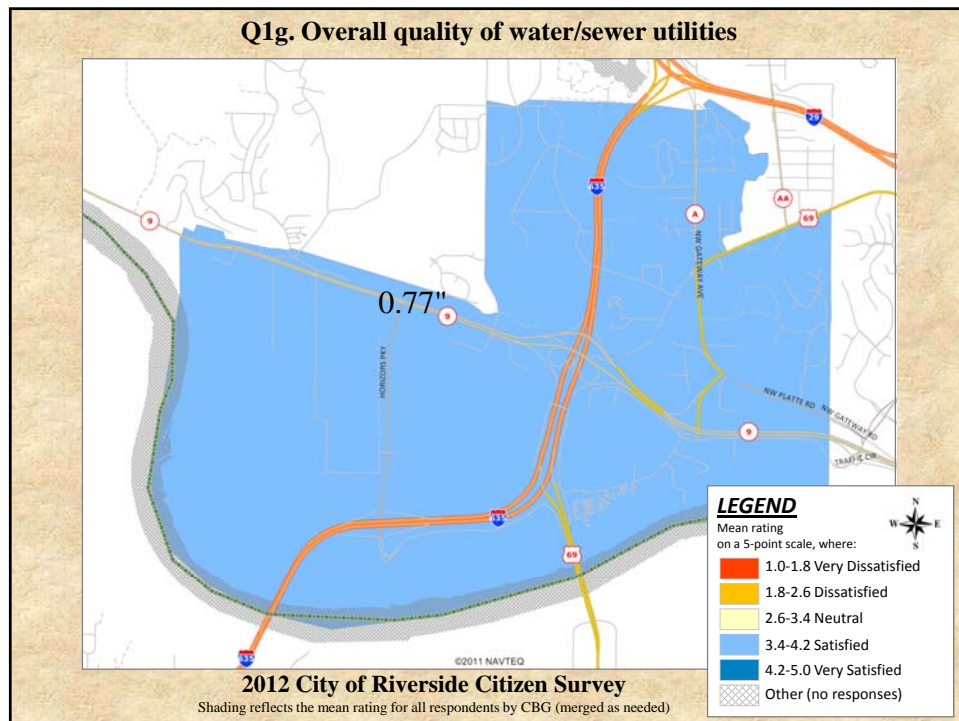 Q1g. Overall quality of water/sewer utilities
29
635
A
AA
69
9
NW GATEWAY AVE
0.77"
9
HORIZONS PKY
NW PLATTE RD
NW GATEWAY RD
9
TRAFFIC CIR
635
69
635
©2011 NAVTEQ
LEGEND
Mean rating
on a 5-point scale, where:
N
W E
S
1.0-1.8 Very Dissatisfied
1.8-2.6 Dissatisfied
2.6-3.4 Neutral
3.4-4.2 Satisfied
4.2-5.0 Very Satisfied
Other (no responses)
2012 City of Riverside Citizen Survey
Shading reflects the mean rating for all respondents by CBG (merged as needed)